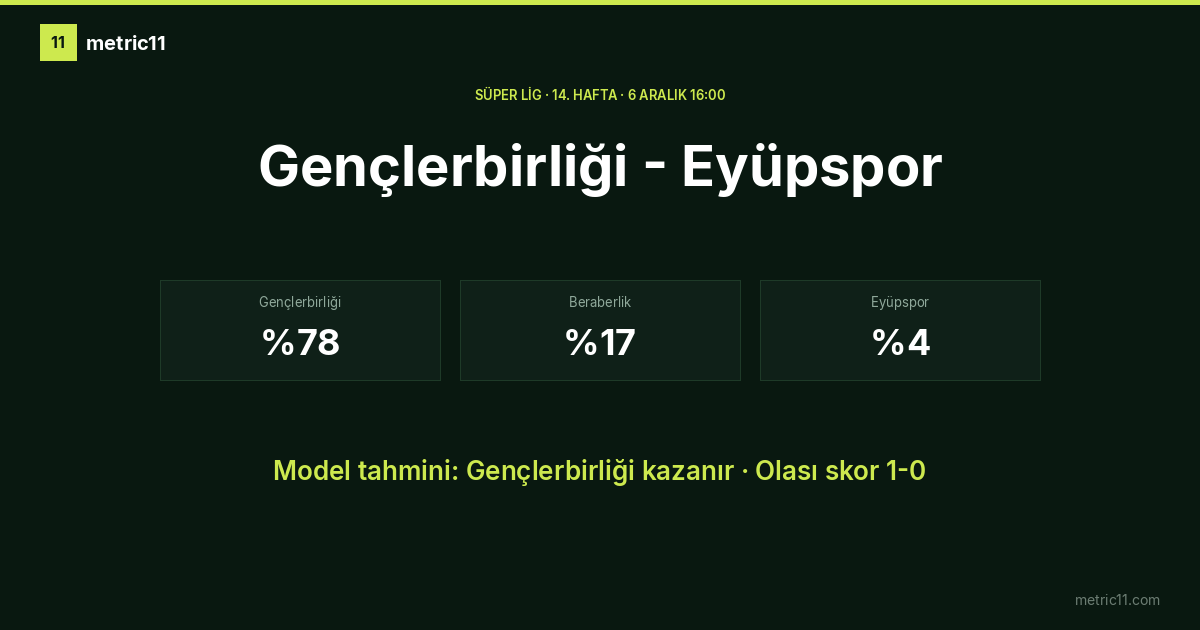 11 metric11
SÜPER LİG · 14. HAFTA · 6 ARALIK 16:00
Gençlerbirliği - Eyüpspor
Gençlerbirliği
%78
Beraberlik
%17
Eyüpspor
%4
Model tahmini: Gençlerbirliği kazanır · Olası skor 1-0
metric11.com